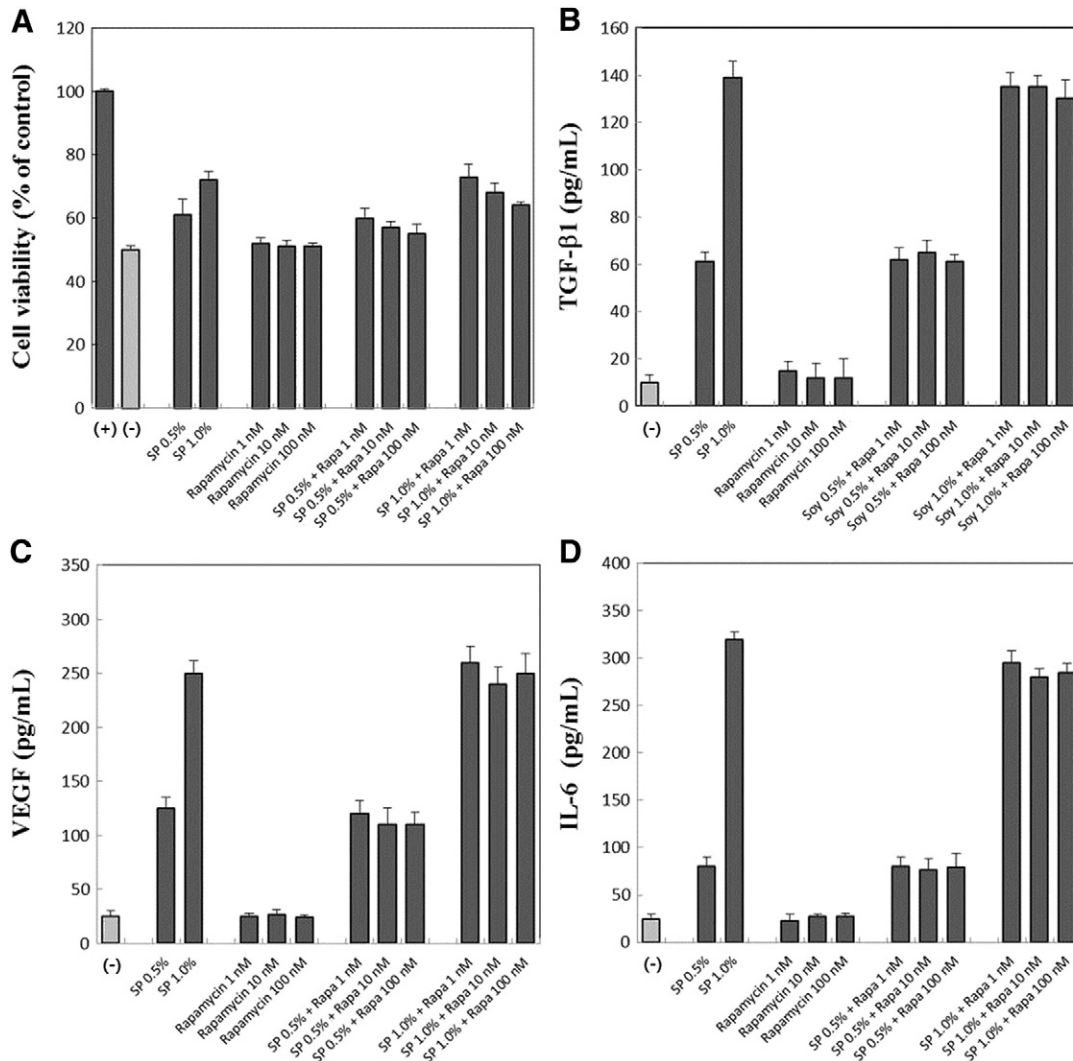 A
Cell viability (% of control)
120
100
80
60
40
20
0
(+)
(-)
SP 0.5%
SP 1.0%
Rapamycin 1 nM
Rapamycin 10 nM
Rapamycin 100 nM
SP 0.5% + Rapa 1 nM
SP 0.5% + Rapa 10 nM
SP 0.5% + Rapa 100 nM
SP 1.0% + Rapa 1 nM
SP 1.0% + Rapa 10 nM
SP 1.0% + Rapa 100 nM
B
TGF-β1 (pg/mL)
160
140
120
100
80
60
40
20
0
(-)
SP 0.5%
SP 1.0%
Rapamycin 1 nM
Rapamycin 10 nM
Rapamycin 100 nM
Soy 0.5% + Rapa 1 nM
Soy 0.5% + Rapa 10 nM
Soy 0.5% + Rapa 100 nM
Soy 1.0% + Rapa 1 nM
Soy 1.0% + Rapa 10 nM
Soy 1.0% + Rapa 100 nM
C
VEGF (pg/mL)
350
300
250
200
150
100
50
0
(-)
SP 0.5%
SP 1.0%
Rapamycin 1 nM
Rapamycin 10 nM
Rapamycin 100 nM
SP 0.5% + Rapa 1 nM
SP 0.5% + Rapa 10 nM
SP 0.5% + Rapa 100 nM
SP 1.0% + Rapa 1 nM
SP 1.0% + Rapa 10 nM
SP 1.0% + Rapa 100 nM
D
IL-6 (pg/mL)
400
350
300
250
200
150
100
50
0
(-)
SP 0.5%
SP 1.0%
Rapamycin 1 nM
Rapamycin 10 nM
Rapamycin 100 nM
SP 0.5% + Rapa 1 nM
SP 0.5% + Rapa 10 nM
SP 0.5% + Rapa 100 nM
SP 1.0% + Rapa 1 nM
SP 1.0% + Rapa 10 nM
SP 1.0% + Rapa 100 nM